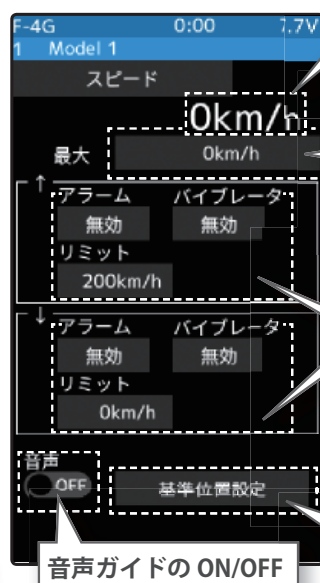 F-4G 0:00 7.7V
1 Model 1
スピード
0km/h
最大 0km/h
↑
アラーム バイブレータ
無効 無効
リミット
200km/h
↓
アラーム バイブレータ
無効 無効
リミット
0km/h
音声
OFF 基準位置設定
音声ガイドの ON/OFF